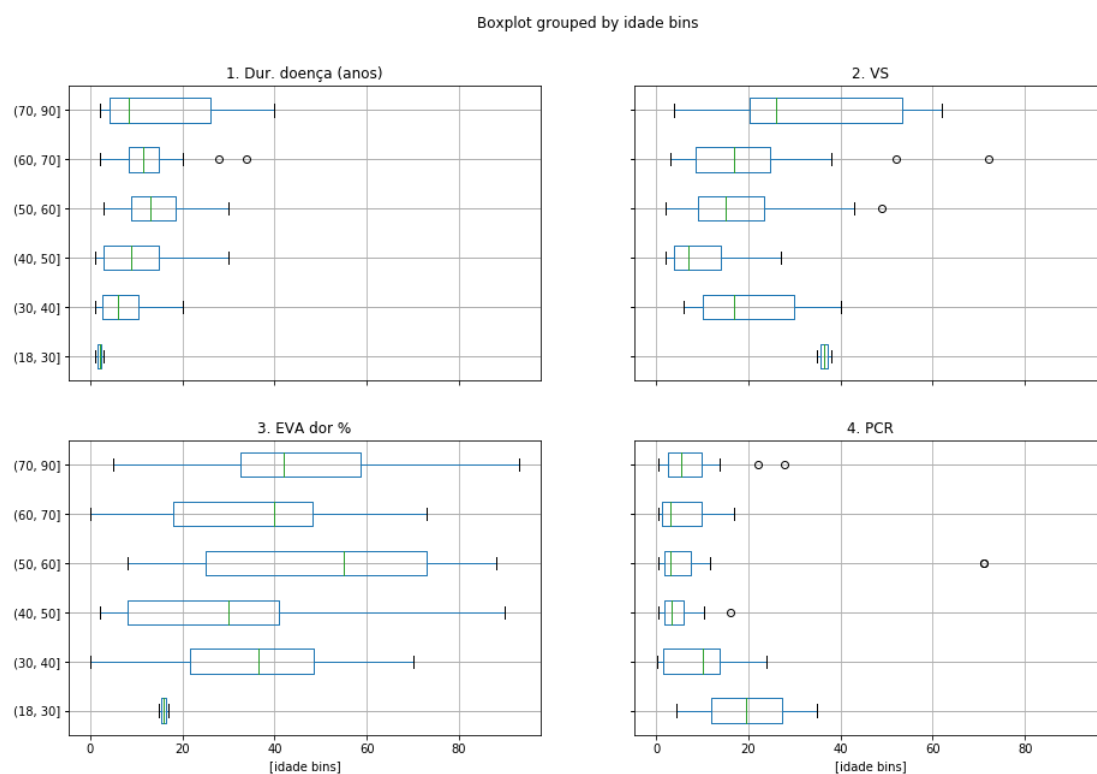 Boxplot grouped by idade bins
1. Dur. doença (anos)
(70, 90]
(60, 70]
(50, 60]
(40, 50]
(30, 40]
(18, 30]
2. VS
3. EVA dor %
(70, 90]
(60, 70]
(50, 60]
(40, 50]
(30, 40]
(18, 30]
0 20 40 60 80
[idade bins]
4. PCR
0 20 40 60 80
[idade bins]